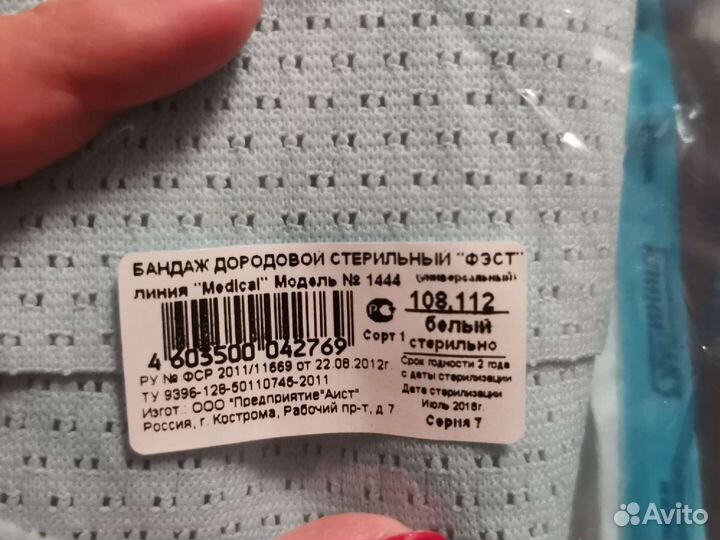 БАНДАЖ ДОРОДОВОЙ СТЕРИЛЬНЫЙ "ФЭСТ"
линия "Medical" Модель № 1444 (универсальный)
108,112
белый
Сорт 1
стерильно
4 603500 042769
Срок годности 2 года
с даты стерилизации
РУ № ФСР 2011/11669 от 22.08.2012г.
Дата стерилизации
ТУ 9396-128-50110746-2011
Июль 2016г.
Изгот.: ООО "Предприятие"Аист"
Россия, г. Кострома, Рабочий пр-т, д 7
Серия 7
Avito